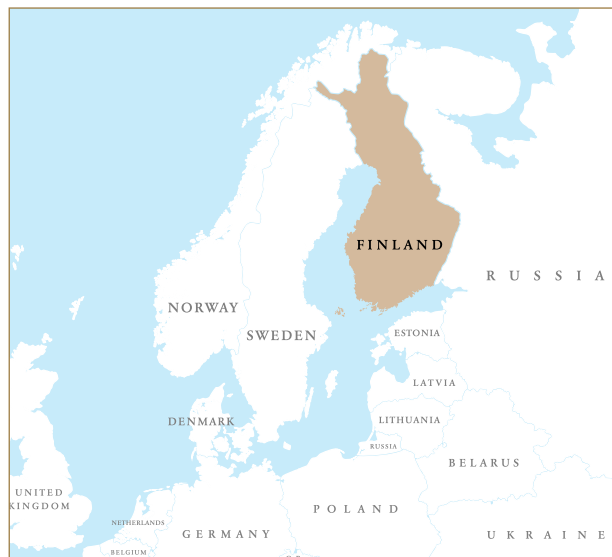 FINLAND
RUSSIA
NORWAY
SWEDEN
ESTONIA
LATVIA
DENMARK
LITHUANIA
RUSSIA
BELARUS
UNITED
KINGDOM
POLAND
NETHERLANDS
GERMANY
UKRAINE
BELGIUM